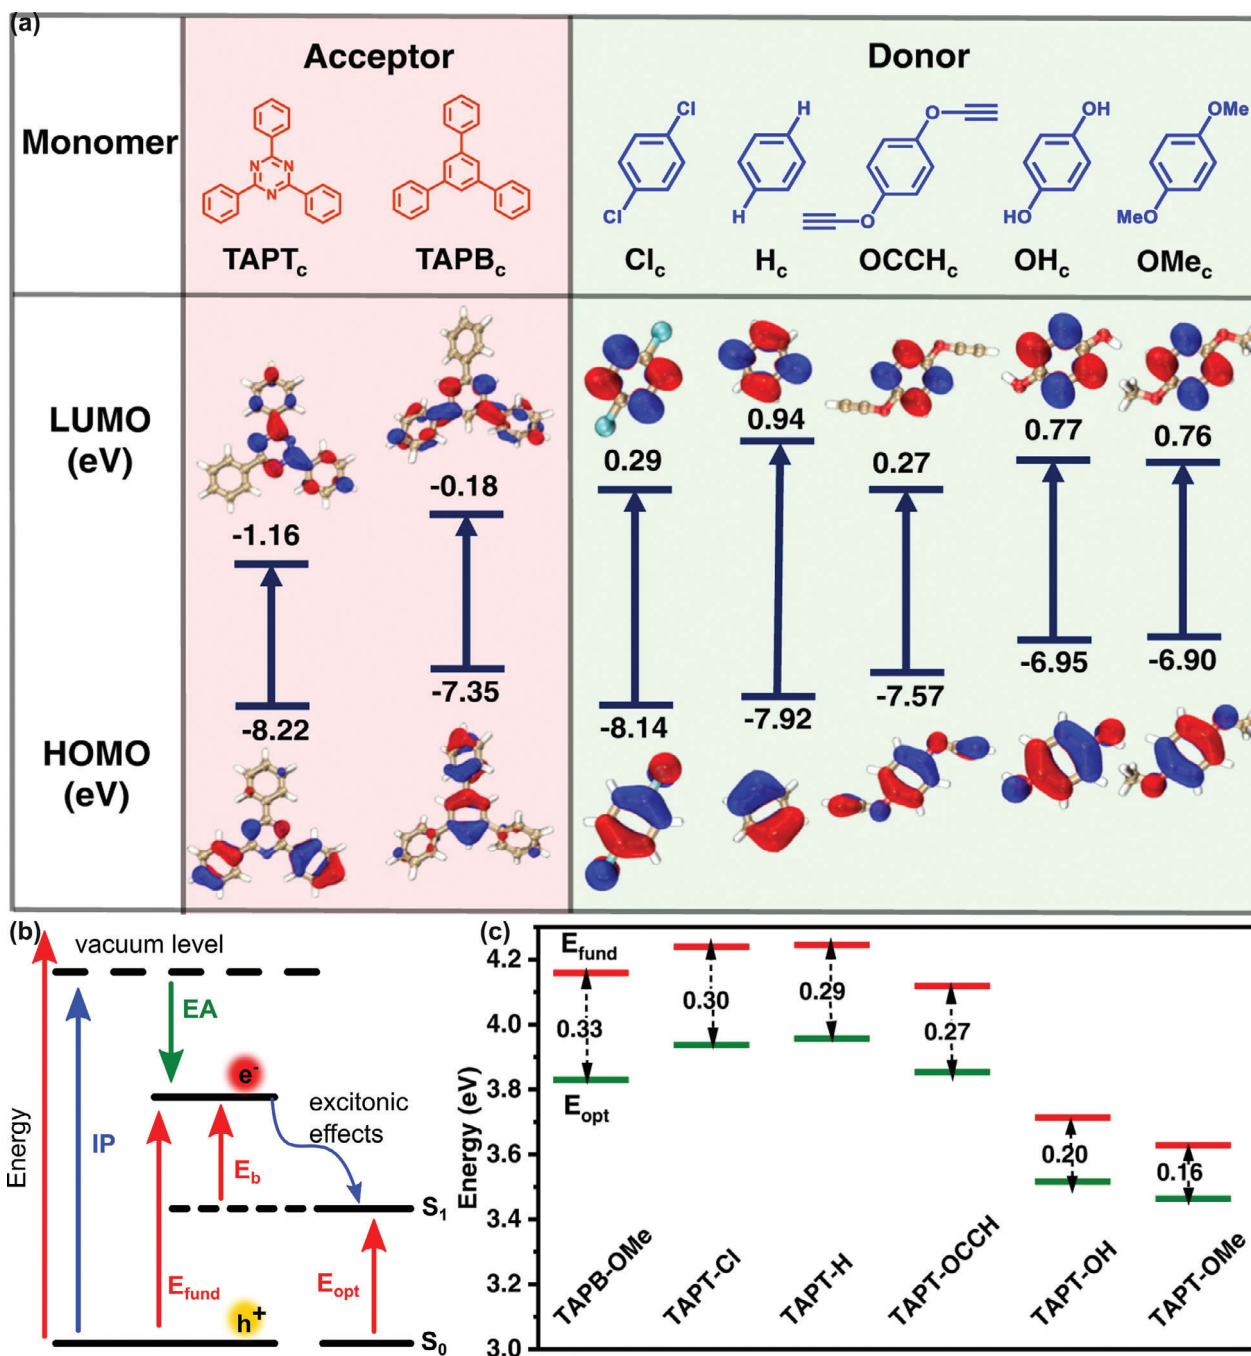 (a)
Acceptor
Donor
Monomer
N N N
TAPTc
TAPBc
Cl
Cl
Clc
H
H
Hc
O
O
OCCHc
OH
HO
OHc
OMe
MeO
OMec
LUMO
(eV)
-1.16
-0.18
0.29
0.94
0.27
0.77
0.76
HOMO
(eV)
-8.22
-7.35
-8.14
-7.92
-7.57
-6.95
-6.90
(b)
vacuum level
Energy
IP
EA
e-
excitonic
effects
Eb
S1
Efund
Eopt
h+
S0
(c)
Energy (eV)
4.2
4.0
3.8
3.6
3.4
3.2
3.0
Efund
Eopt
0.33
0.30
0.29
0.27
0.20
0.16
TAPB-OMe
TAPT-Cl
TAPT-H
TAPT-OCCH
TAPT-OH
TAPT-OMe